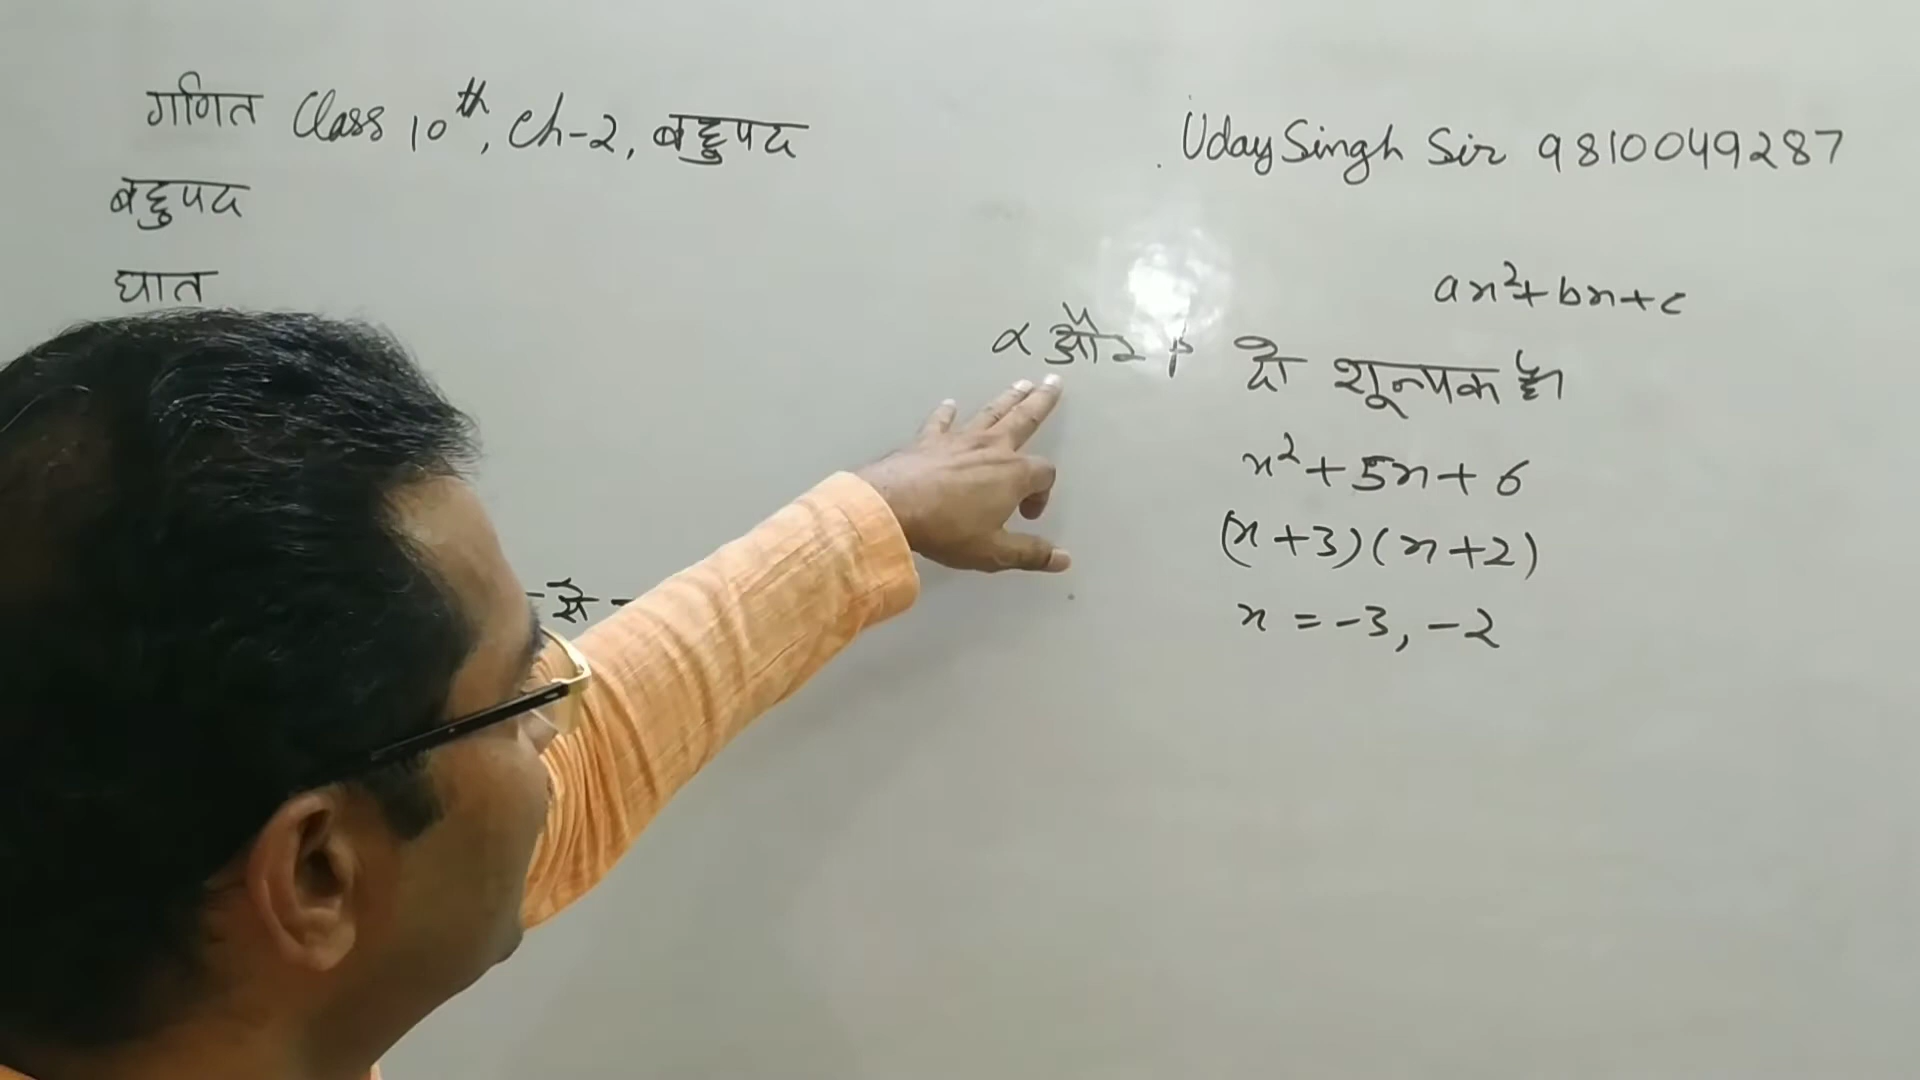 गणित Class 10th, Ch-2, बहुपद
Uday Singh Sir 9810049287
बहुपद
घात
ax²+bx+c
α और β दो शून्यक है।
x²+5x+6
(x+3)(x+2)
x = -3, -2
से